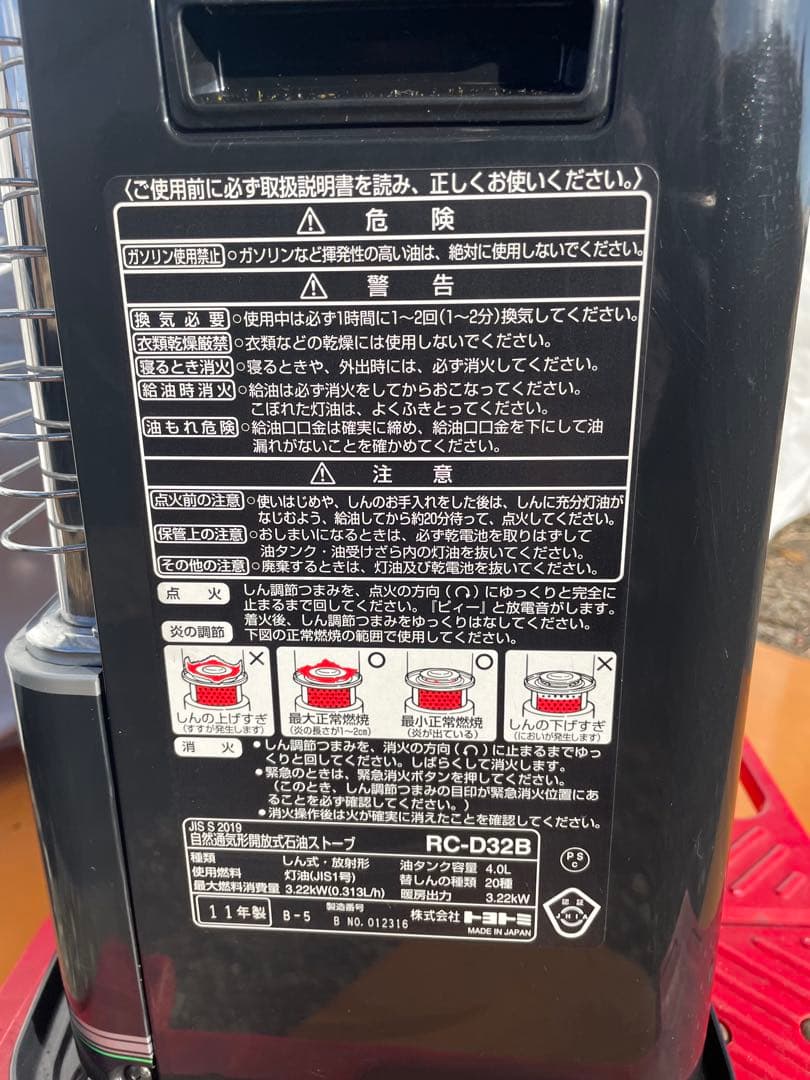 〈ご使用前に必ず取扱説明書を読み、正しくお使いください。〉
⚠ 危険
ガソリン使用禁止 ○ガソリンなど揮発性の高い油は、絶対に使用しないでください。
⚠ 警告
換気必要 ○使用中は必ず1時間に1〜2回(1〜2分)換気してください。
衣類乾燥厳禁 ○衣類などの乾燥には使用しないでください。
寝るとき消火 ○寝るときや、外出時には、必ず消火してください。
給油時消火 ○給油は必ず消火をしてからおこなってください。
こぼれた灯油は、よくふきとってください。
油もれ危険 ○給油口口金は確実に締め、給油口口金を下にして油
漏れがないことを確かめてください。
⚠ 注意
点火前の注意 ○使いはじめや、しんのお手入れをした後は、しんに充分灯油が
なじむよう、給油してから約20分待って、点火してください。
保管上の注意 ○おしまいになるときは、必ず乾電池を取りはずして
油タンク・油受けざら内の灯油を抜いてください。
その他の注意 ○廃棄するときは、灯油及び乾電池を抜いてください。
点火 しん調節つまみを、点火の方向()にゆっくりと完全に
止まるまで回してください。『ピィー』と放電音がします。
着火後、しん調節つまみをゆっくりはなしてください。
炎の調節 下図の正常燃焼の範囲で使用してください。
× ○ ○ ×
しんの上げすぎ 最大正常燃焼 最小正常燃焼 しんの下げすぎ
(すすが発生します) (炎の長さが1〜2cm) (炎が出ている) (においが発生します)
消火 ●しん調節つまみを、消火の方向()に止まるまでゆっ
くりと回してください。しばらくして消火します。
●緊急のときは、緊急消火ボタンを押してください。
(このとき、しん調節つまみの目印が緊急消火位置にあ
ることを必ず確認してください。)
●消火操作後は火が確実に消えたことを確認してください。
JIS S 2019
自然通気形開放式石油ストーブ RC-D32B
種類 しん式・放射形 油タンク容量 4.0L
使用燃料 灯油(JIS1号) 替しんの種類 20種
最大燃料消費量 3.22kW(0.313L/h) 暖房出力 3.22kW
11年製 B-5 製造番号 B NO. 012316 株式会社トヨトミ
MADE IN JAPAN
PS
C
認証
JHIA